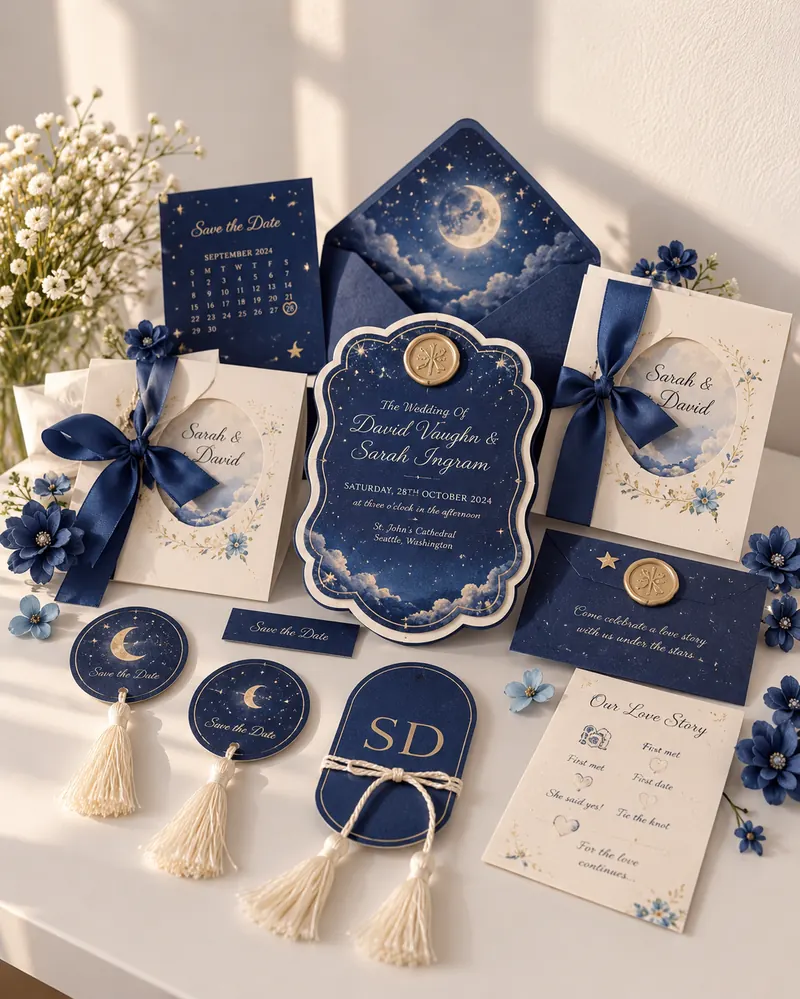 Save the Date
SEPTEMBER 2024
S M T W T F S
1 2 3 4 5 6 7
8 9 10 11 12 13 14
15 16 17 18 19 20 21
22 23 24 25 26 27 28
29 30
Sarah &
David
Sarah &
David
The Wedding Of
David Vaughn &
Sarah Ingram
SATURDAY, 28TH OCTOBER 2024
at three o'clock in the afternoon
St. John's Cathedral
Seattle, Washington
Come celebrate a love story
with us under the stars
Save the Date
Save the Date
Save the Date
SD
Our Love Story
First met
First met
First date
She said yes!
Tie the knot
For the love
continues...